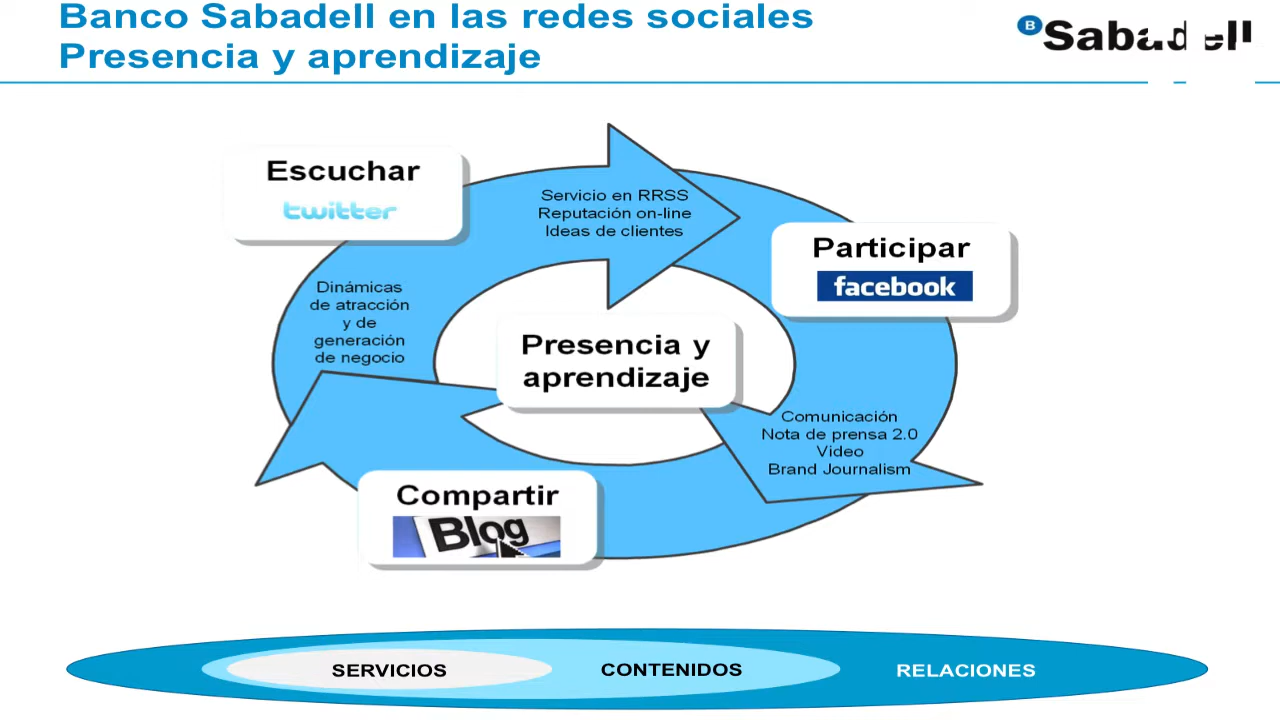 Banco Sabadell en las redes sociales
Presencia y aprendizaje
B Sabadell
Escuchar
twitter
Servicio en RRSS
Reputación on-line
Ideas de clientes
Participar
facebook
Dinámicas
de atracción
y de
generación
de negocio
Presencia y
aprendizaje
Comunicación
Nota de prensa 2.0
Video
Brand Journalism
Compartir
Blog
SERVICIOS
CONTENIDOS
RELACIONES